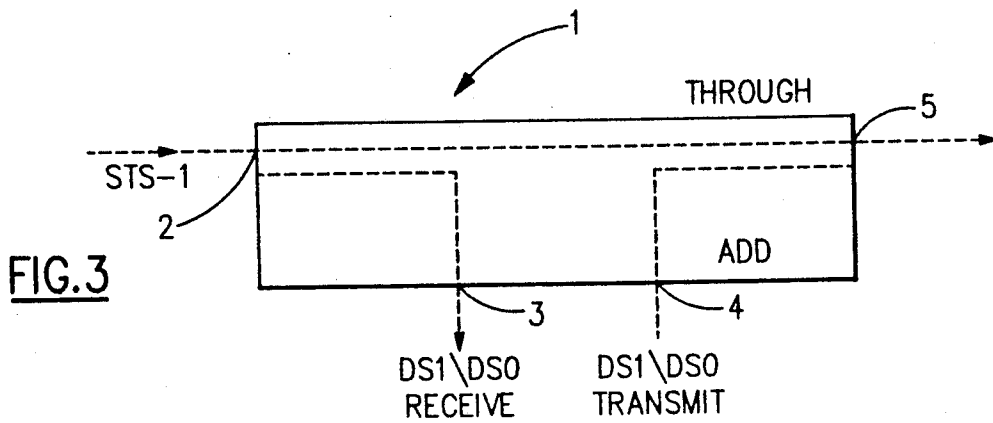 1
THROUGH
5
STS-1
2
ADD
FIG.3
3
4
DS1\DS0
RECEIVE
DS1\DS0
TRANSMIT